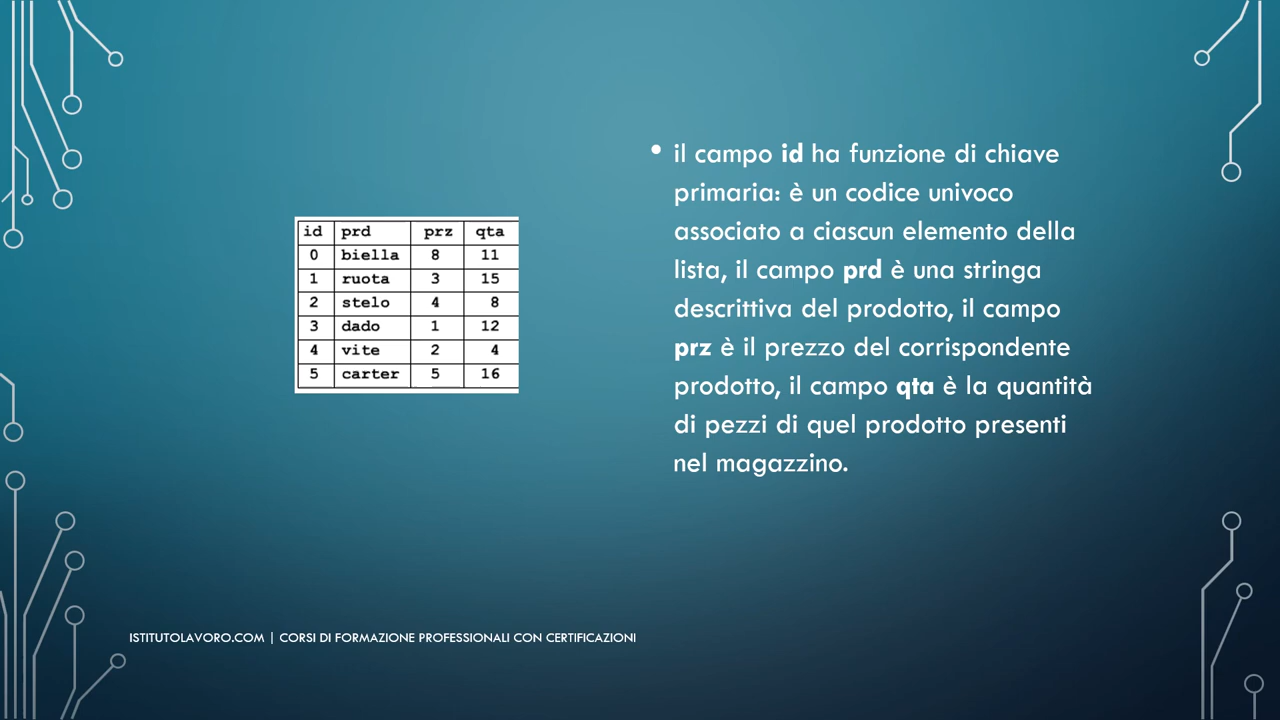 id prd prz qta
0 biella 8 11
1 ruota 3 15
2 stelo 4 8
3 dado 1 12
4 vite 2 4
5 carter 5 16
• il campo id ha funzione di chiave
primaria: è un codice univoco
associato a ciascun elemento della
lista, il campo prd è una stringa
descrittiva del prodotto, il campo
prz è il prezzo del corrispondente
prodotto, il campo qta è la quantità
di pezzi di quel prodotto presenti
nel magazzino.
ISTITUTOLAVORO.COM | CORSI DI FORMAZIONE PROFESSIONALI CON CERTIFICAZIONI